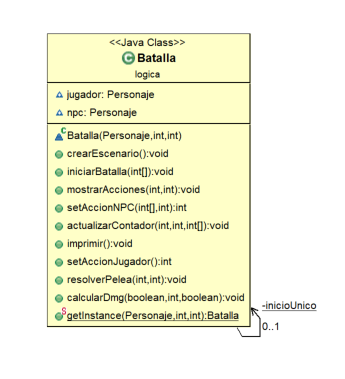 <<Java Class>>
Batalla
logica
jugador: Personaje
npc: Personaje
Batalla(Personaje,int,int)
crearEscenario():void
iniciarBatalla(int[]):void
mostrarAcciones(int,int):void
setAccionNPC(int[],int):int
actualizarContador(int,int,int[]):void
imprimir():void
setAccionJugador():int
resolverPelea(int,int):void
calcularDmg(boolean,int,boolean):void
getInstance(Personaje,int,int):Batalla
-inicioUnico
0..1